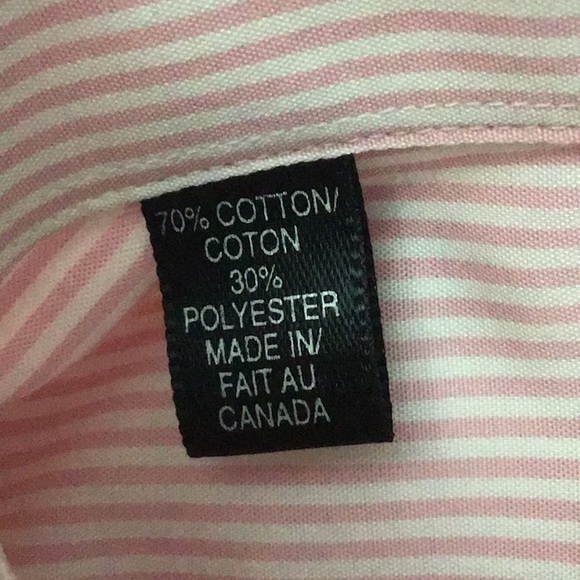 70% COTTON/
COTON
30%
POLYESTER
MADE IN/
FAIT AU
CANADA